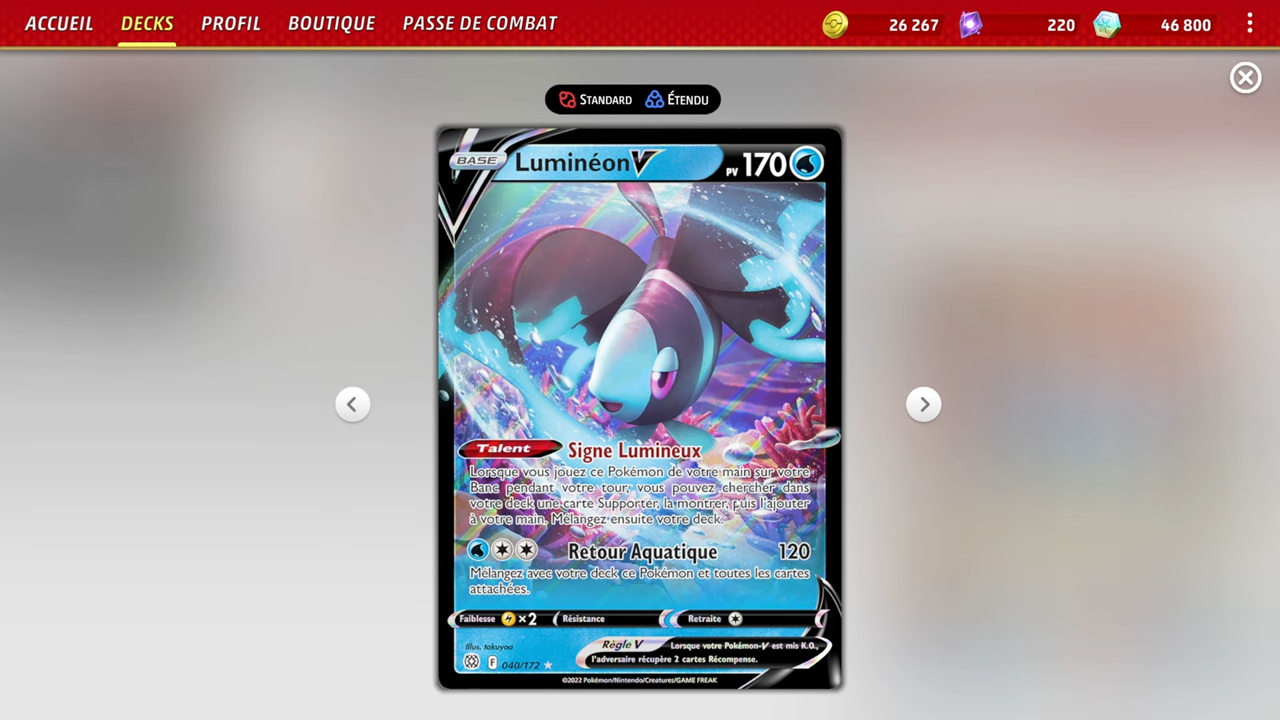 ACCUEIL DECKS PROFIL BOUTIQUE PASSE DE COMBAT 26 267 220 46 800
STANDARD ÉTENDU
BASE Luminéon V PV 170
Talent Signe Lumineux
Lorsque vous jouez ce Pokémon de votre main sur votre
Banc pendant votre tour, vous pouvez chercher dans
votre deck une carte Supporter, la montrer, puis l'ajouter
à votre main. Mélangez ensuite votre deck.
Retour Aquatique 120
Mélangez avec votre deck ce Pokémon et toutes les cartes
attachées.
Faiblesse ×2 Résistance Retraite
Illus. takuyoa
Règle V Lorsque votre Pokémon-V est mis K.O.,
l'adversaire récupère 2 cartes Récompense.
F 040/172
©2022 Pokémon/Nintendo/Creatures/GAME FREAK